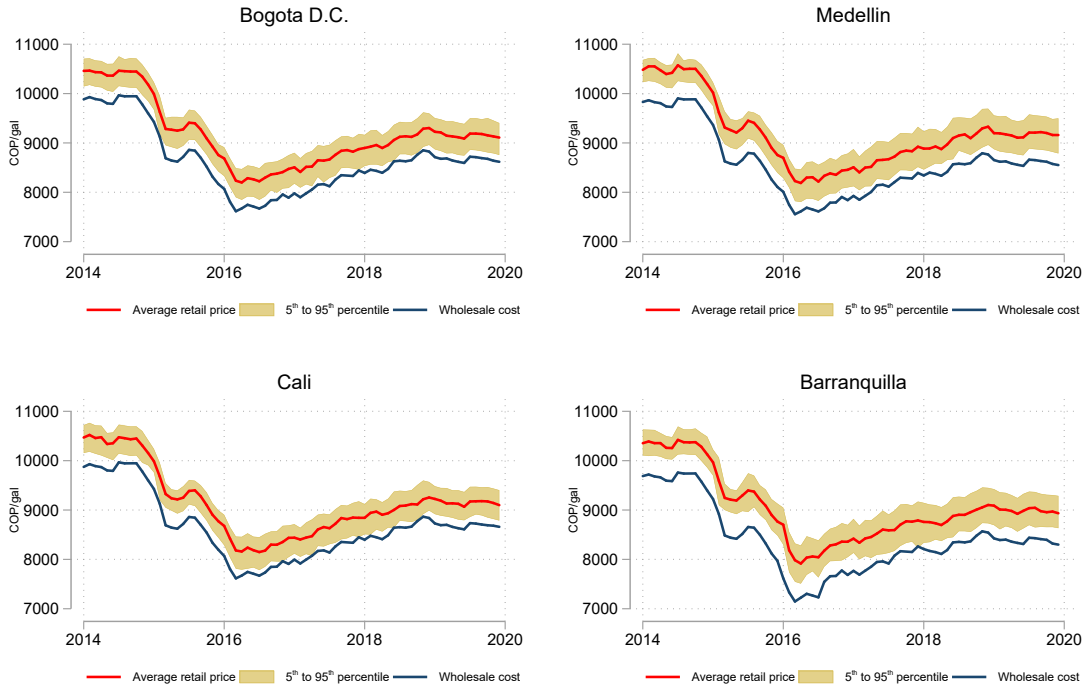 Bogota D.C.
11000
10000
9000
8000
7000
COP/gal
2014 2016 2018 2020
Average retail price 5th to 95th percentile Wholesale cost
Medellin
11000
10000
9000
8000
7000
COP/gal
2014 2016 2018 2020
Average retail price 5th to 95th percentile Wholesale cost
Cali
11000
10000
9000
8000
7000
COP/gal
2014 2016 2018 2020
Average retail price 5th to 95th percentile Wholesale cost
Barranquilla
11000
10000
9000
8000
7000
COP/gal
2014 2016 2018 2020
Average retail price 5th to 95th percentile Wholesale cost